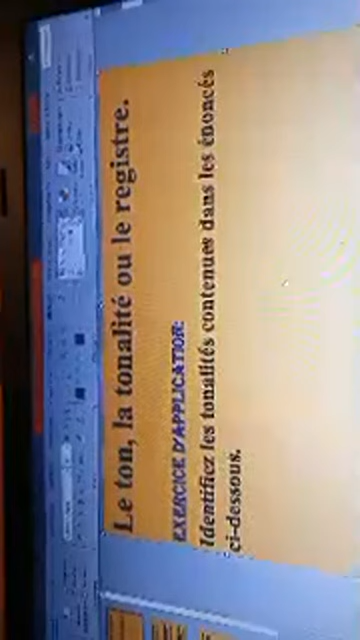 Le ton, la tonalité ou le registre.
EXERCICE D'APPLICATION:
Identifiez les tonalités contenues dans les énoncés
ci-dessous.